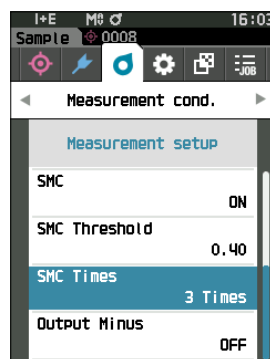 I+E M0 σ 16:03
Sample 0008
-JOB
Measurement cond.
Measurement setup
SMC
ON
SMC Threshold
0.40
SMC Times
3 Times
Output Minus
OFF